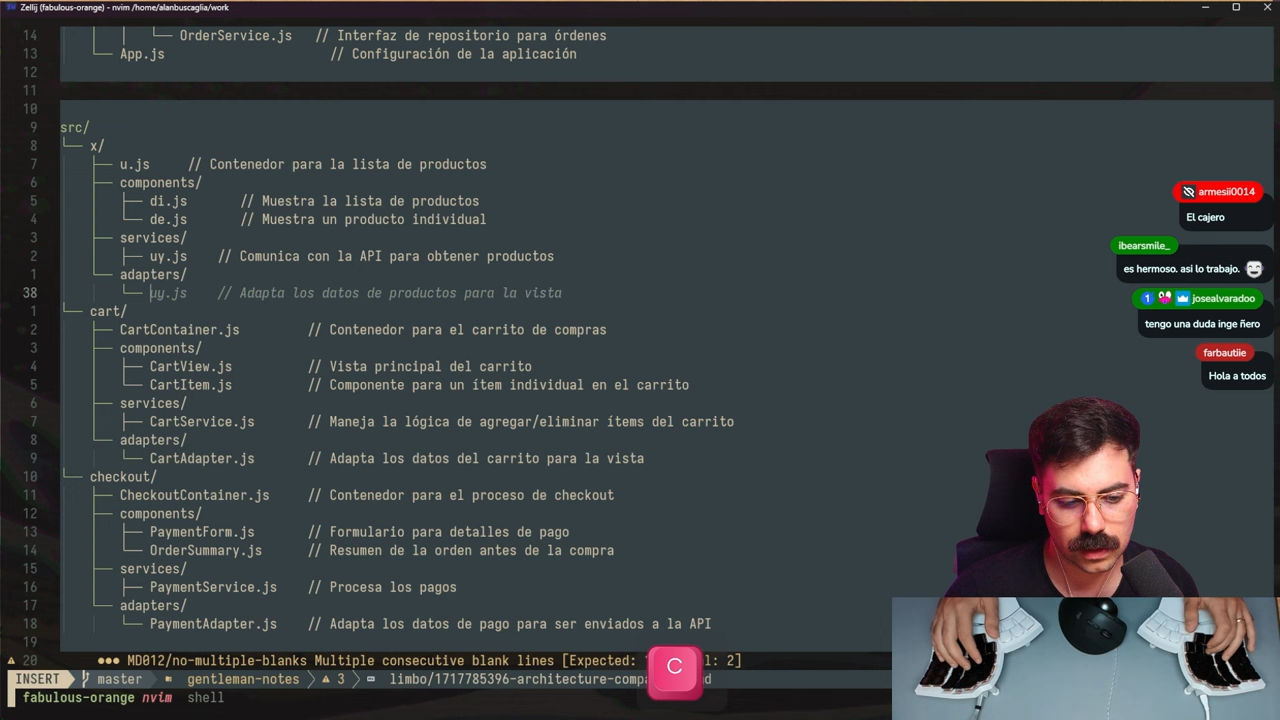 Zellij (fabulous-orange) - nvim /home/alanbuscaglia/work
14 │   │   └── OrderService.js   // Interfaz de repositorio para órdenes
13 └── App.js                      // Configuración de la aplicación
12
11
10
9 src/
8 └── x/
7     ├── u.js     // Contenedor para la lista de productos
6     ├── components/
5     │   ├── di.js       // Muestra la lista de productos
4     │   └── de.js       // Muestra un producto individual
3     ├── services/
2     │   ├── uy.js    // Comunica con la API para obtener productos
1     └── adapters/
38        └── uy.js    // Adapta los datos de productos para la vista
1 └── cart/
2     ├── CartContainer.js         // Contenedor para el carrito de compras
3     ├── components/
4     │   ├── CartView.js          // Vista principal del carrito
5     │   └── CartItem.js          // Componente para un ítem individual en el carrito
6     ├── services/
7     │   ├── CartService.js       // Maneja la lógica de agregar/eliminar ítems del carrito
8     └── adapters/
9         └── CartAdapter.js       // Adapta los datos del carrito para la vista
10 └── checkout/
11    ├── CheckoutContainer.js     // Contenedor para el proceso de checkout
12    ├── components/
13    │   ├── PaymentForm.js       // Formulario para detalles de pago
14    │   └── OrderSummary.js      // Resumen de la orden antes de la compra
15    ├── services/
16    │   ├── PaymentService.js    // Procesa los pagos
17    └── adapters/
18        └── PaymentAdapter.js    // Adapta los datos de pago para ser enviados a la API
19
20 ●●● MD012/no-multiple-blanks Multiple consecutive blank lines [Expected: : 2]
INSERT master gentleman-notes 3 limbo/1717785396-architecture-compa d
fabulous-orange nvim shell
armesii0014
El cajero
ibearsmile_
es hermoso. asi lo trabajo.
1 josealvaradoo
tengo una duda inge ñero
farbautiie
Hola a todos
C